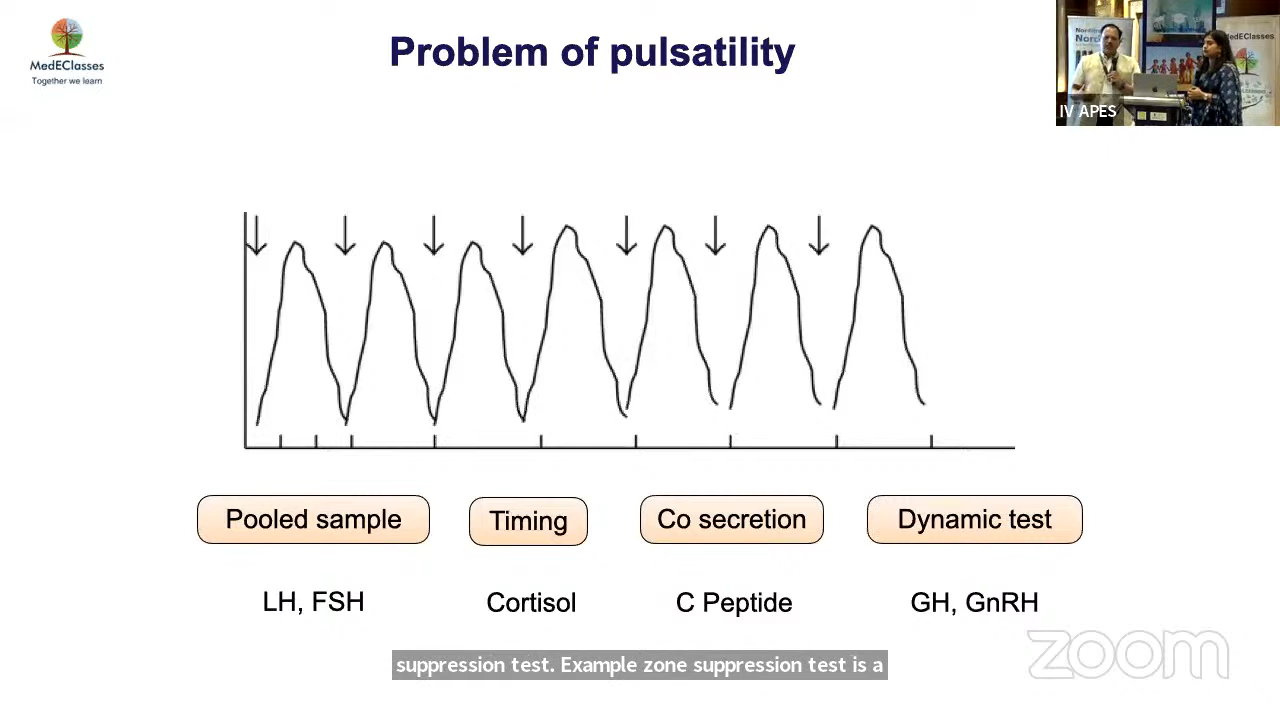 MedEClasses
Together we learn
Problem of pulsatility
MedEClasses
IV APES
Pooled sample
Timing
Co secretion
Dynamic test
LH, FSH
Cortisol
C Peptide
GH, GnRH
zoom
suppression test. Example zone suppression test is a